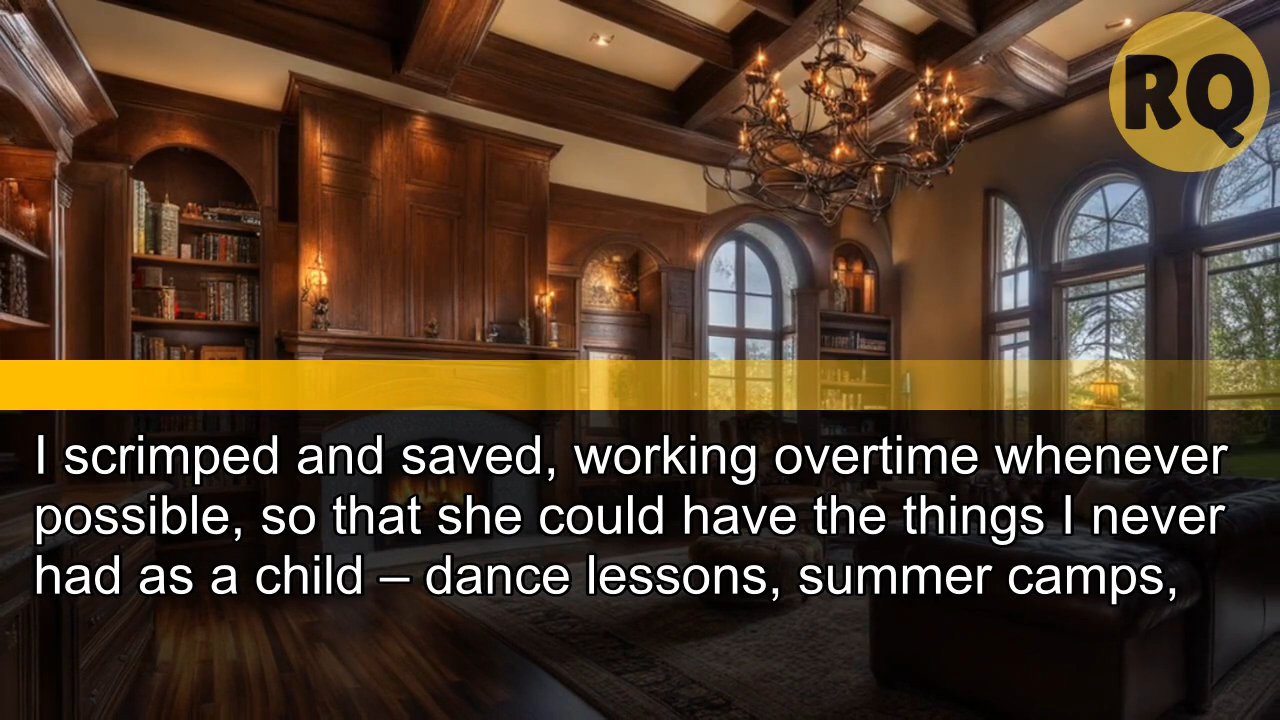 RQ
I scrimped and saved, working overtime whenever
possible, so that she could have the things I never
had as a child – dance lessons, summer camps,